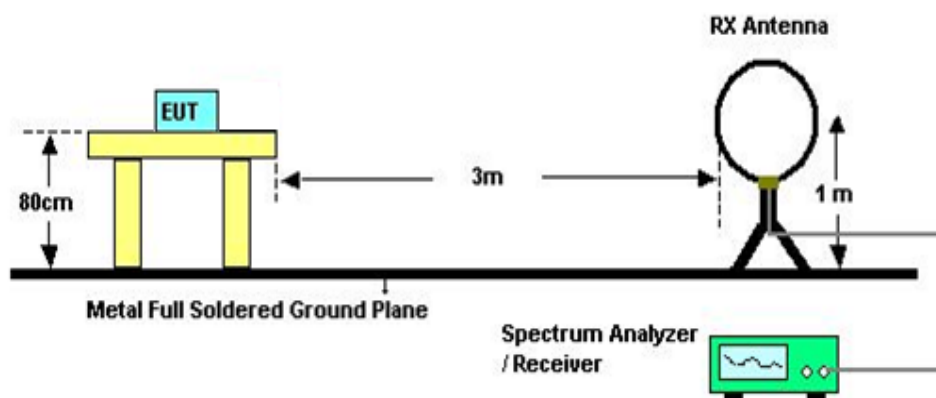 RX Antenna
EUT
3m
80cm
1 m
Metal Full Soldered Ground Plane
Spectrum Analyzer
/ Receiver